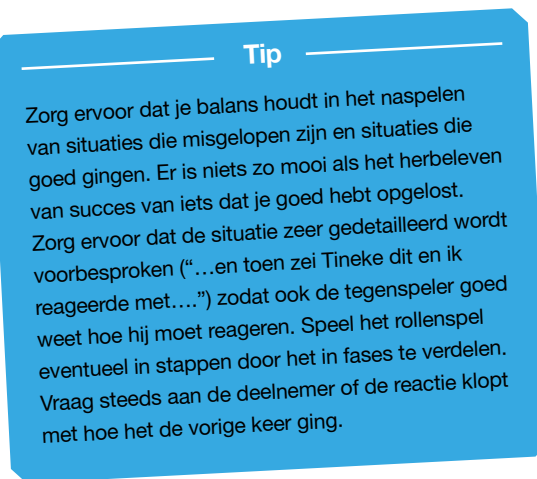 Tip
Zorg ervoor dat je balans houdt in het naspelen
van situaties die misgelopen zijn en situaties die
goed gingen. Er is niets zo mooi als het herbeleven
van succes van iets dat je goed hebt opgelost.
Zorg ervoor dat de situatie zeer gedetailleerd wordt
voorbesproken (“…en toen zei Tineke dit en ik
reageerde met….”) zodat ook de tegenspeler goed
weet hoe hij moet reageren. Speel het rollenspel
eventueel in stappen door het in fases te verdelen.
Vraag steeds aan de deelnemer of de reactie klopt
met hoe het de vorige keer ging.